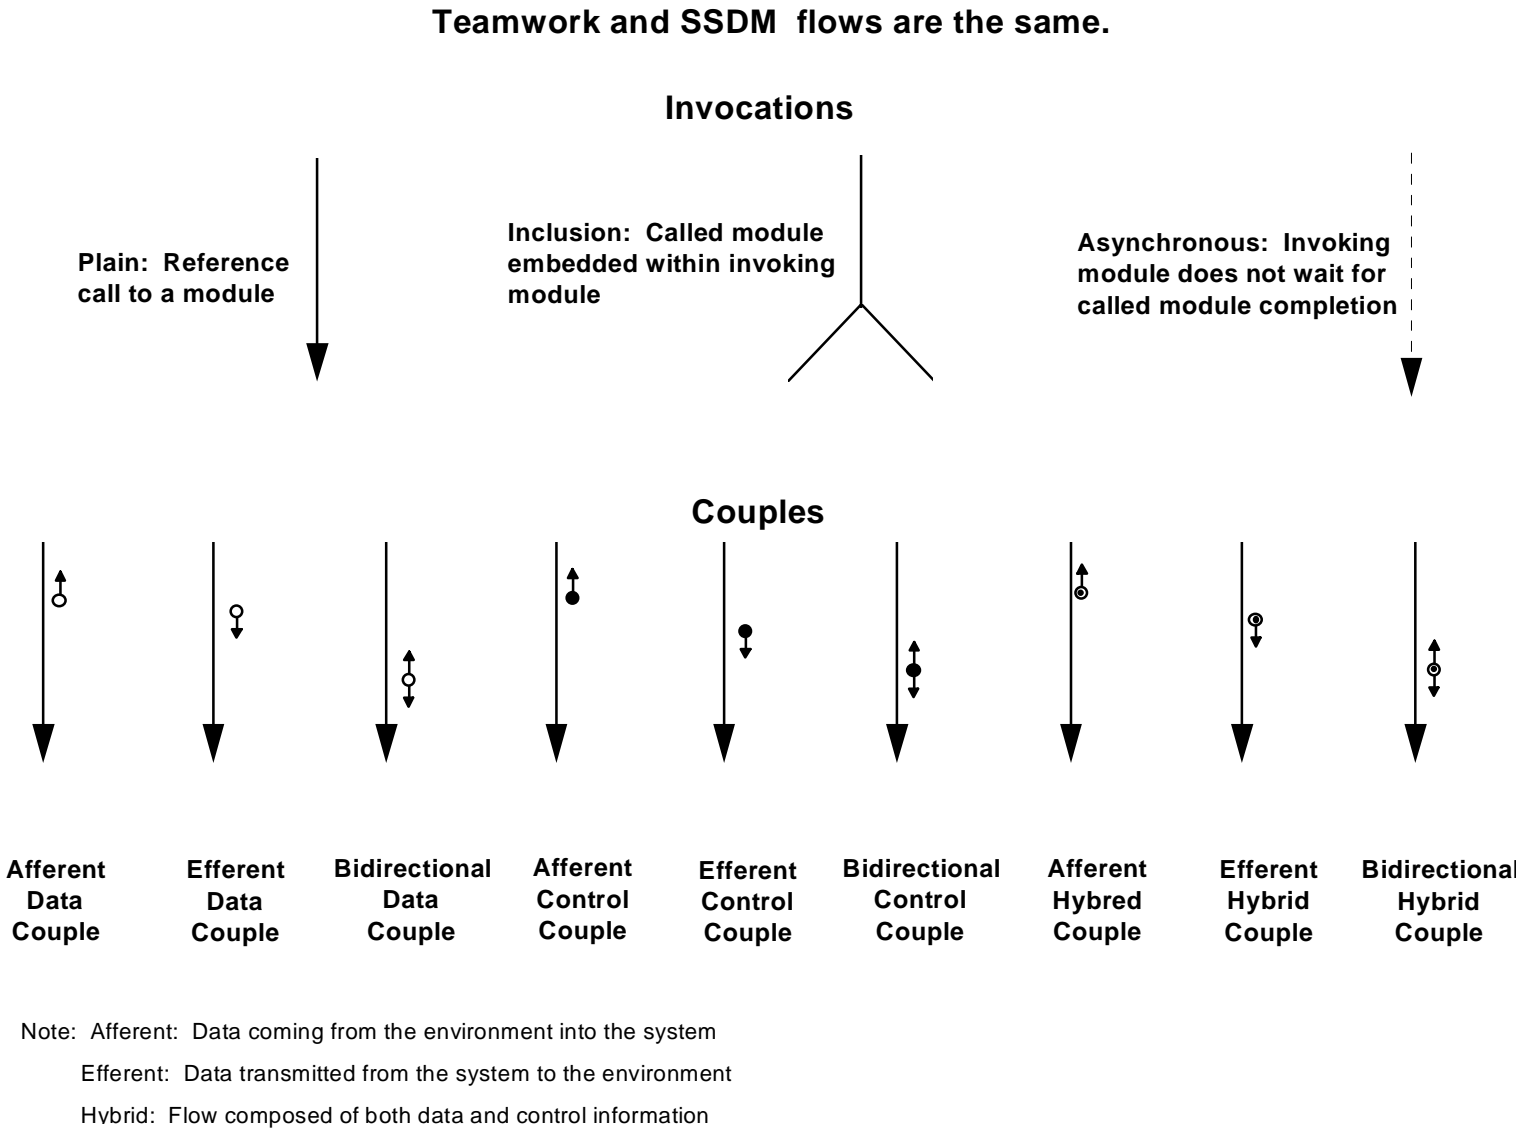 Teamwork and SSDM  flows are the same.
Invocations
Plain:  Reference
call to a module
Inclusion:  Called module
embedded within invoking
module
Asynchronous:  Invoking
module does not wait for
called module completion
Couples
Afferent
Data
Couple
Efferent
Data
Couple
Bidirectional
Data
Couple
Afferent
Control
Couple
Efferent
Control
Couple
Bidirectional
Control
Couple
Afferent
Hybred
Couple
Efferent
Hybrid
Couple
Bidirectional
Hybrid
Couple
Note:  Afferent:  Data coming from the environment into the system
Efferent:  Data transmitted from the system to the environment
Hybrid:  Flow composed of both data and control information